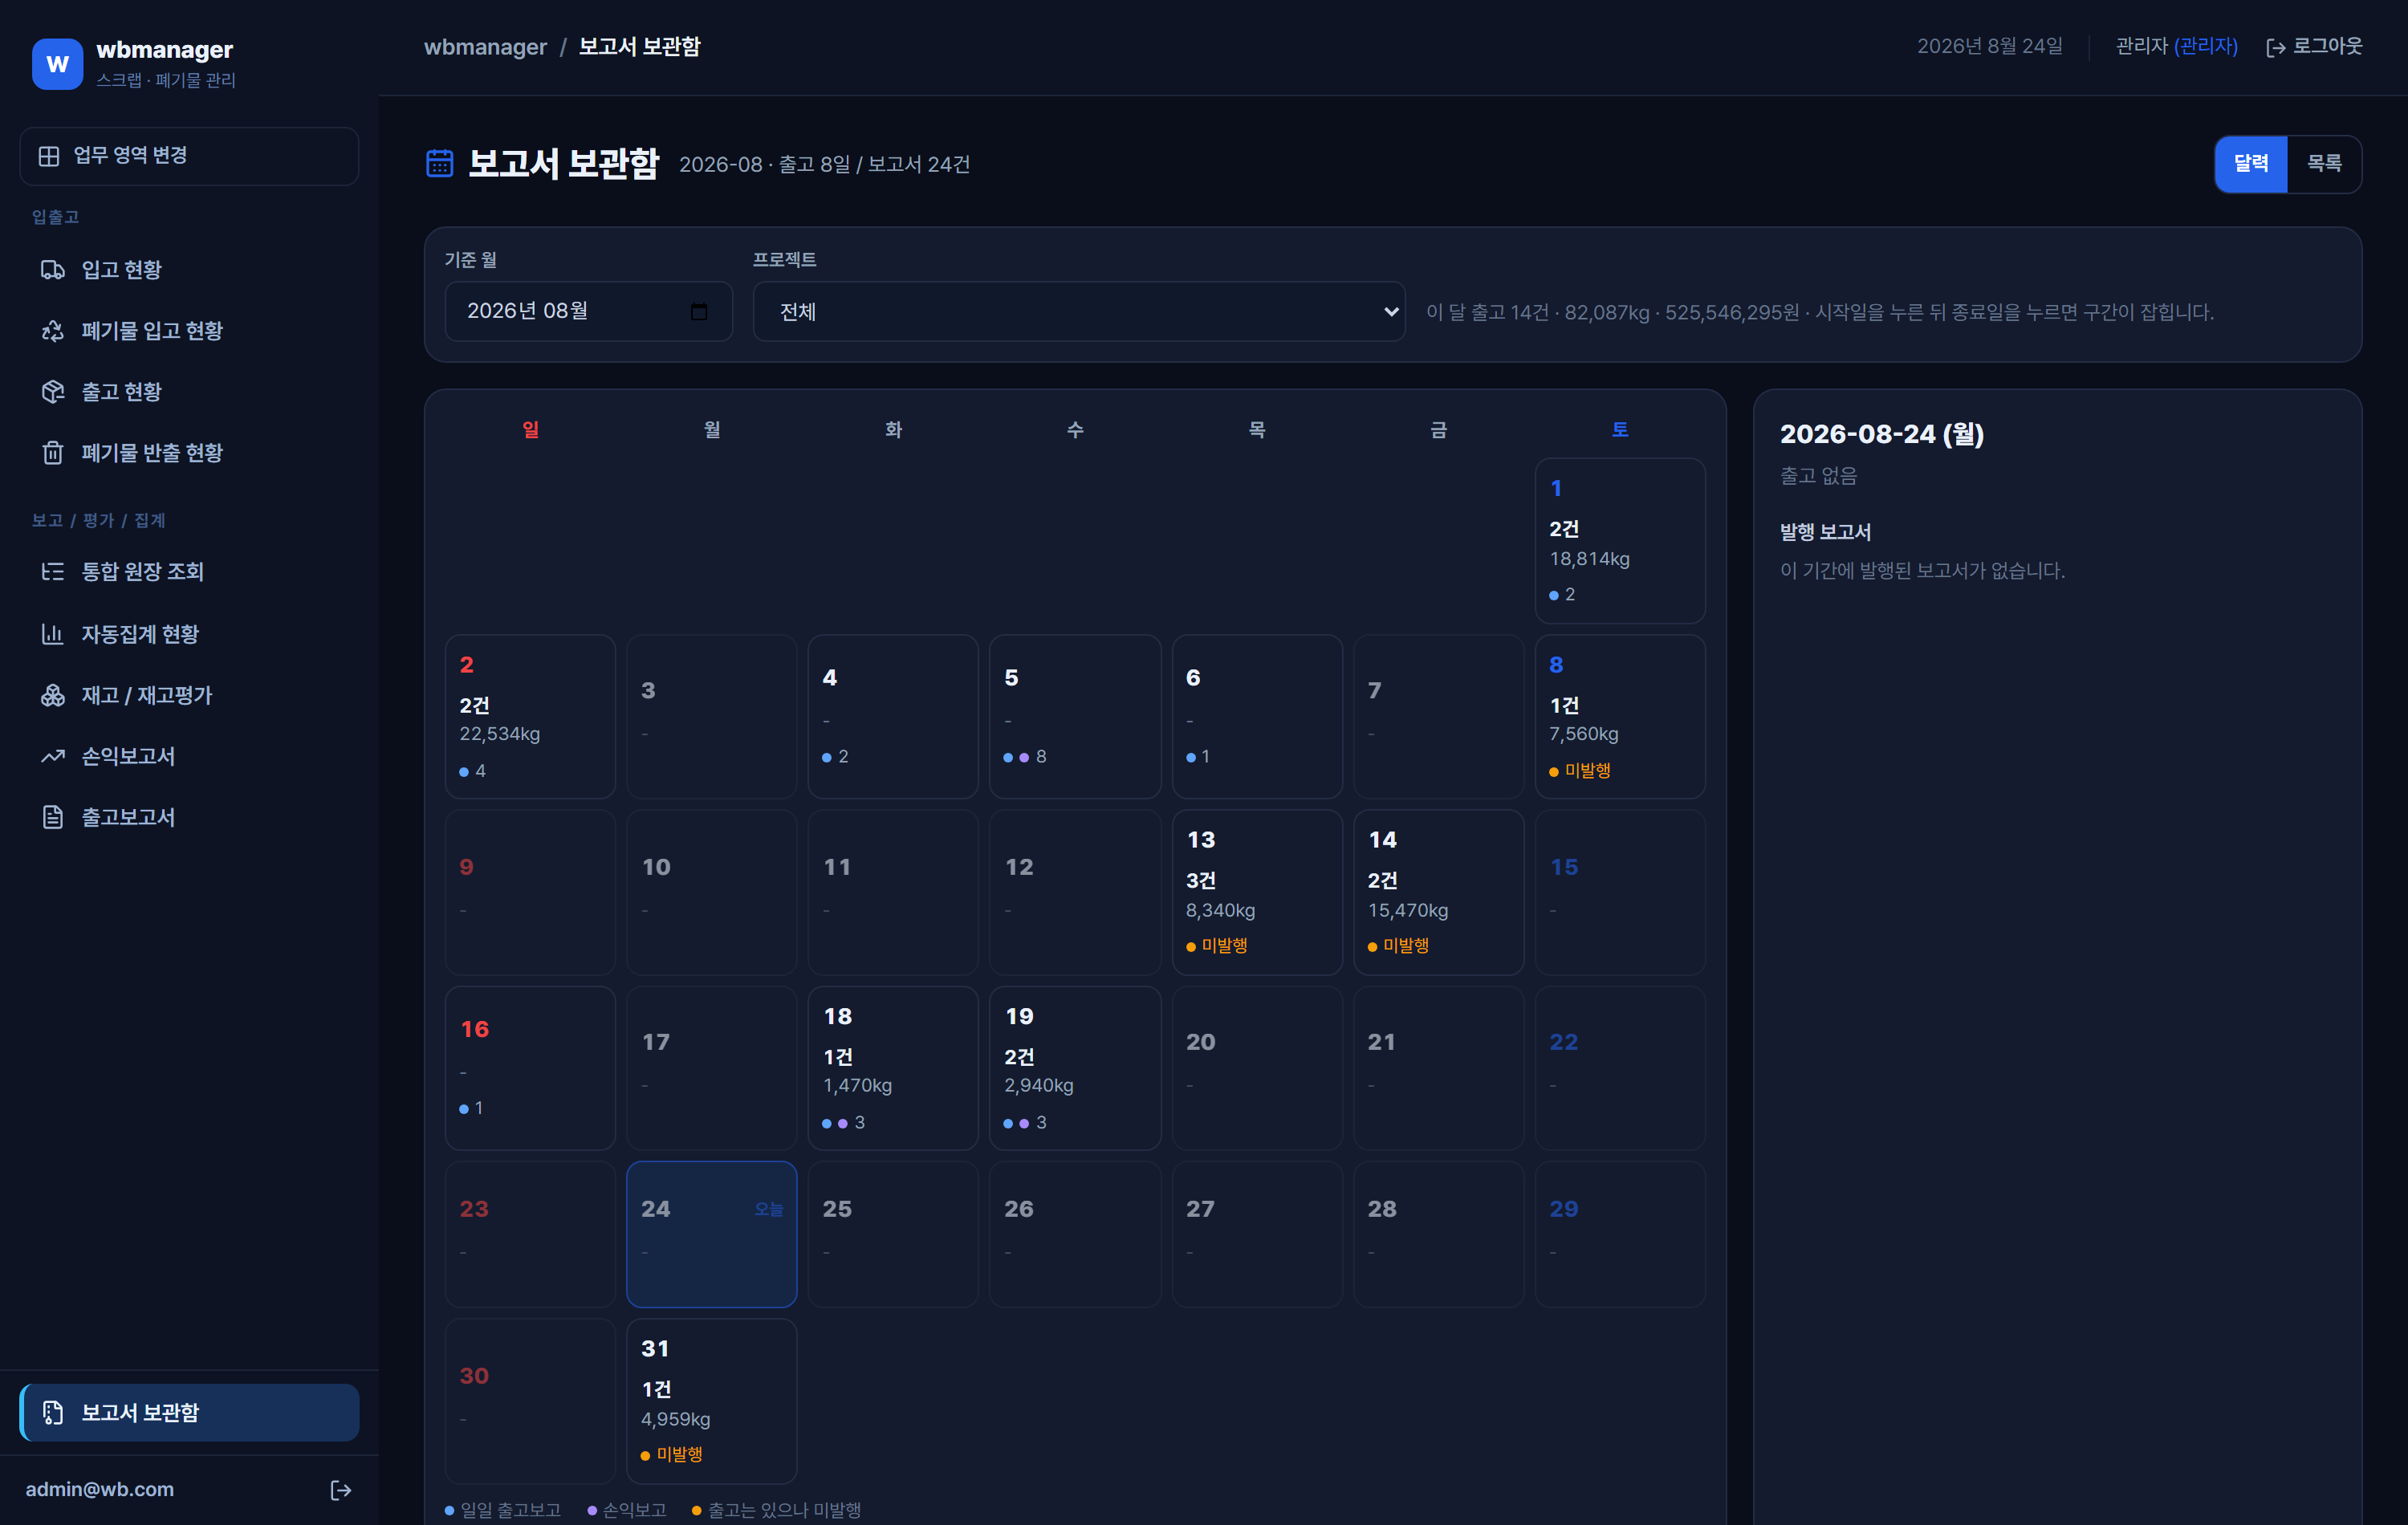 W
wbmanager
스크랩 · 폐기물 관리
업무 영역 변경
입출고
입고 현황
폐기물 입고 현황
출고 현황
폐기물 반출 현황
보고 / 평가 / 집계
통합 원장 조회
자동집계 현황
재고 / 재고평가
손익보고서
출고보고서
보고서 보관함
admin@wb.com
wbmanager / 보고서 보관함
2026년 8월 24일
관리자 (관리자)
로그아웃
보고서 보관함 2026-08 · 출고 8일 / 보고서 24건
달력 목록
기준 월 프로젝트
2026년 08월 전체 이 달 출고 14건 · 82,087kg · 525,546,295원 · 시작일을 누른 뒤 종료일을 누르면 구간이 잡힙니다.
일 월 화 수 목 금 토
1
2건
18,814kg
2
2
2건
22,534kg
4
3
-
4
-
2
5
-
8
6
-
1
7
-
8
1건
7,560kg
미발행
9
-
10
-
11
-
12
-
13
3건
8,340kg
미발행
14
2건
15,470kg
미발행
15
-
16
-
1
17
-
18
1건
1,470kg
3
19
2건
2,940kg
3
20
-
21
-
22
-
23
-
24 오늘
-
25
-
26
-
27
-
28
-
29
-
30
-
31
1건
4,959kg
미발행
일일 출고보고 손익보고 출고는 있으나 미발행
2026-08-24 (월)
출고 없음
발행 보고서
이 기간에 발행된 보고서가 없습니다.